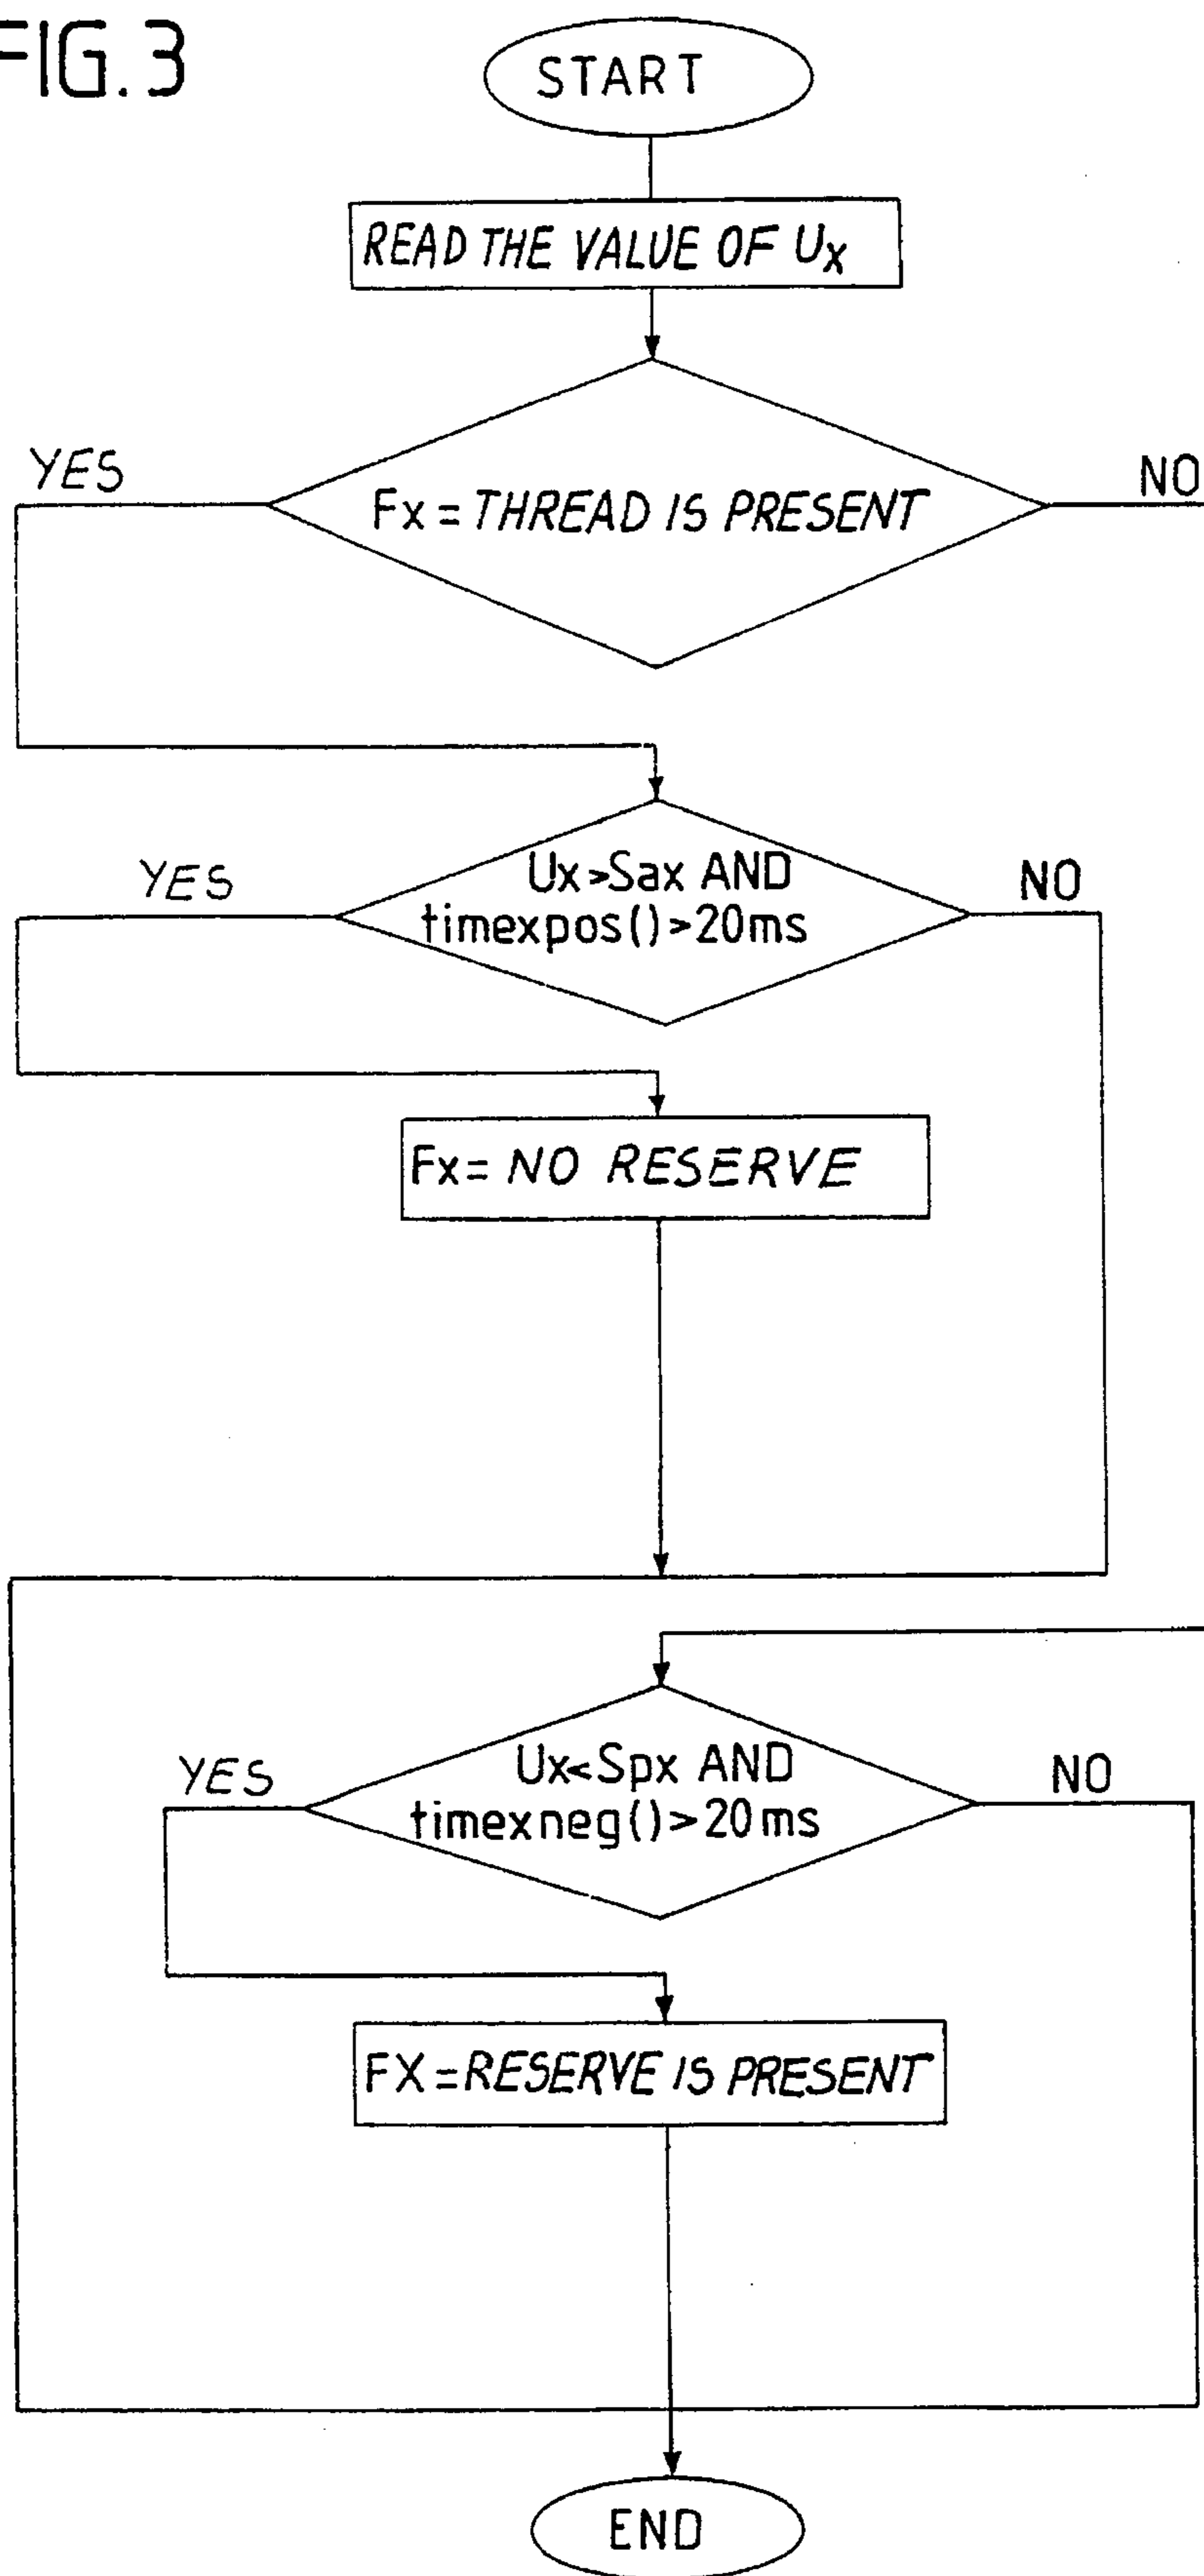 FIG. 3
START
READ THE VALUE OF Ux
YES
NO
Fx = THREAD IS PRESENT
YES
Ux>Sax AND
NO
timexpos()>20ms
Fx= NO RESERVE
YES
Ux<Spx AND
NO
timexneg()>20ms
FX=RESERVE IS PRESENT
END